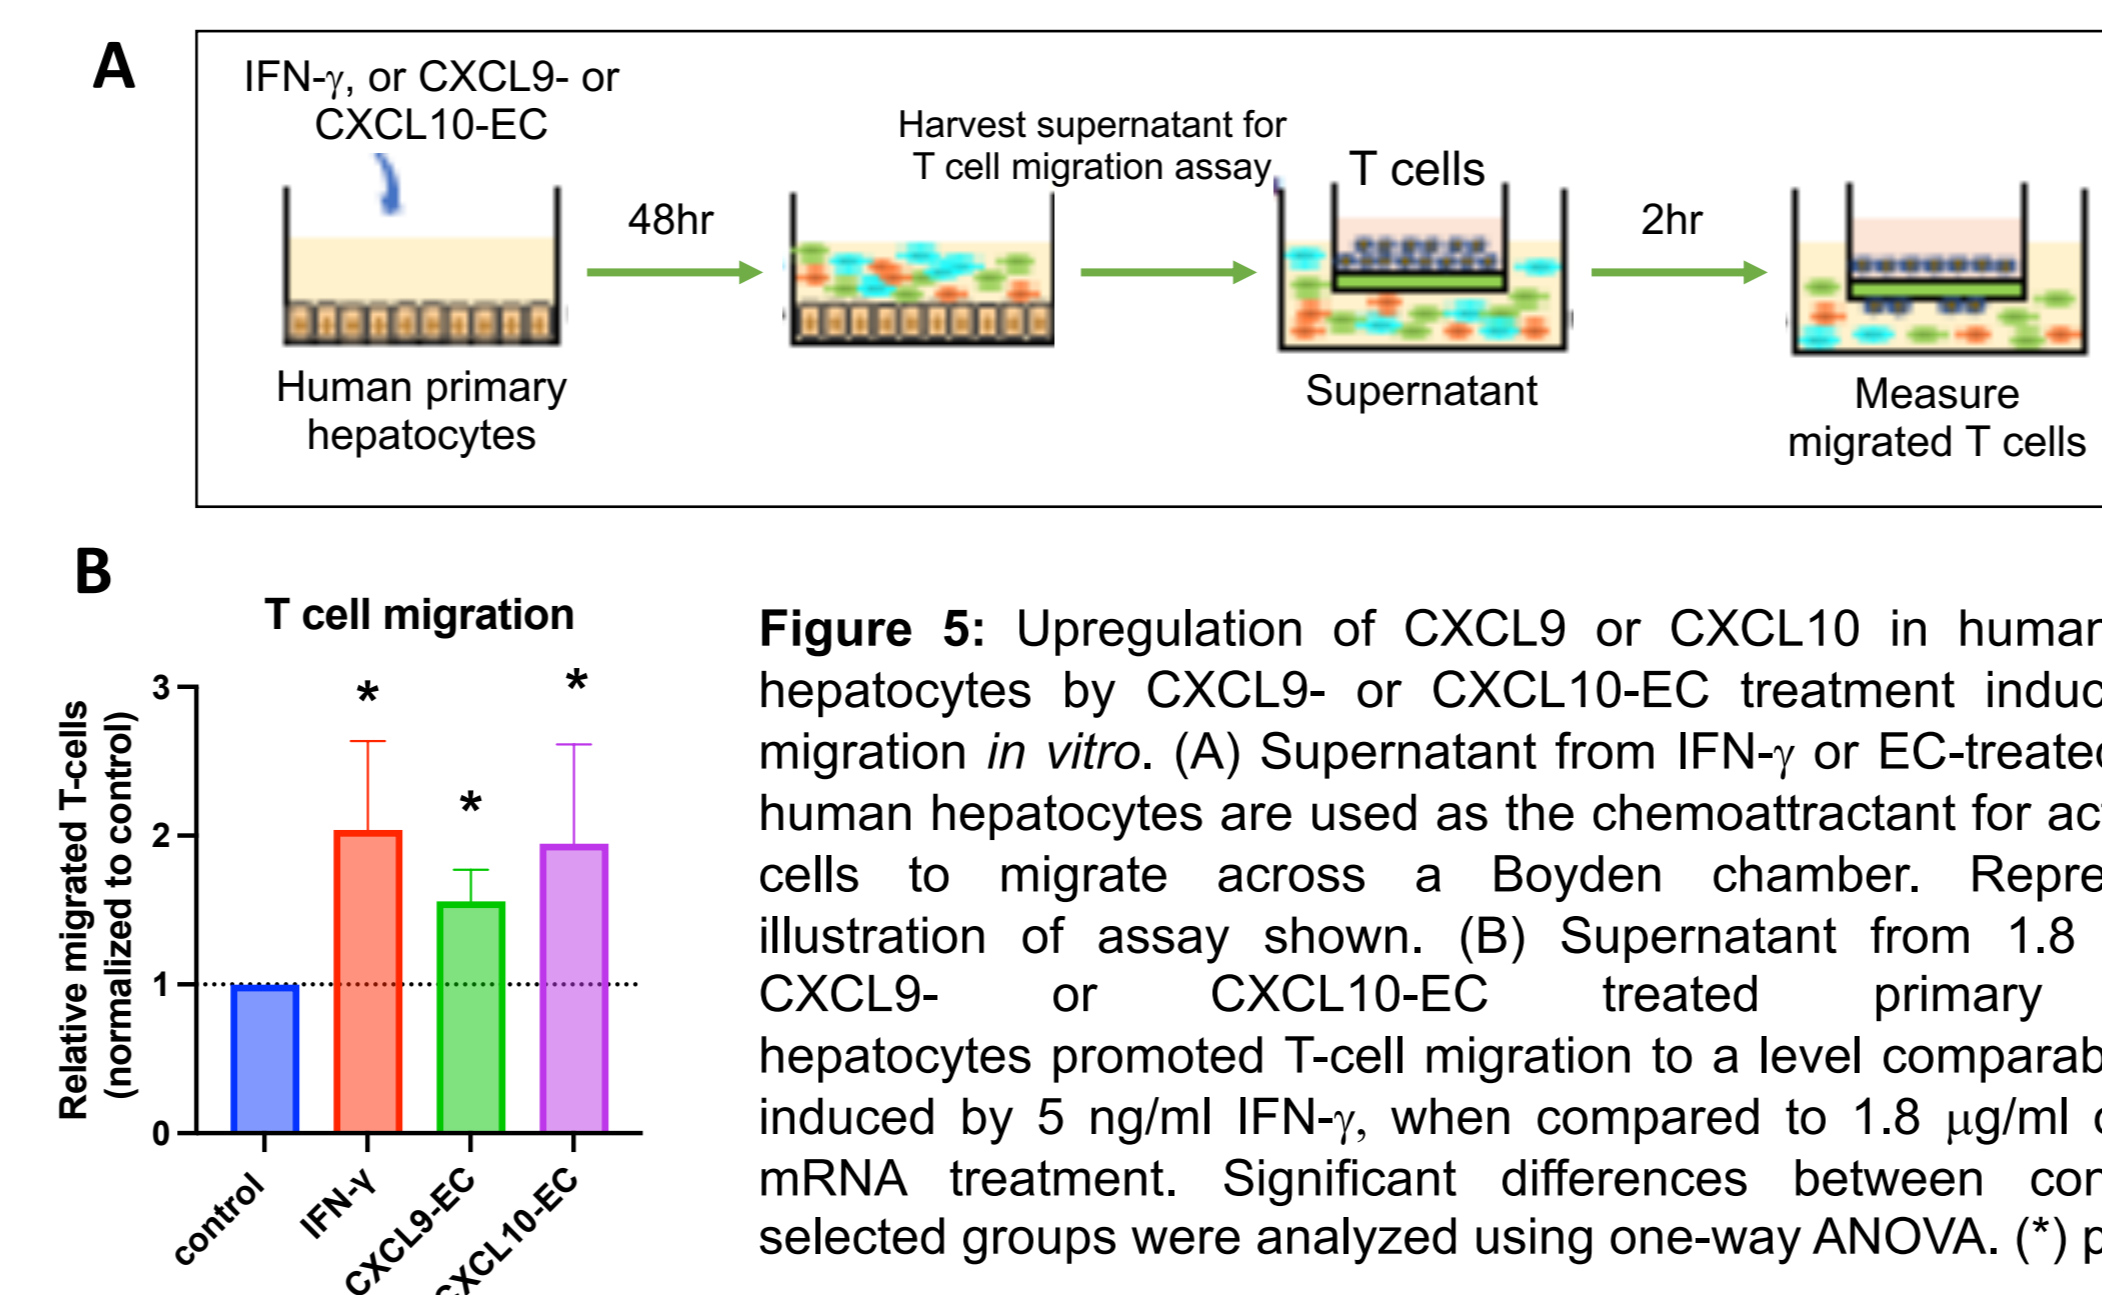 A
IFN-γ, or CXCL9- or
CXCL10-EC
Harvest supernatant for
T cell migration assay
T cells
48hr
2hr
Human primary
hepatocytes
Supernatant
Measure
migrated T cells
B
T cell migration
Relative migrated T-cells
(normalized to control)
3
2
1
0
control
IFN-γ
CXCL9-EC
CXCL10-EC
Figure 5: Upregulation of CXCL9 or CXCL10 in human
hepatocytes by CXCL9- or CXCL10-EC treatment
migration in vitro. (A) Supernatant from IFN-γ or EC-treated
human hepatocytes are used as the chemoattractant for
cells to migrate across a Boyden chamber.
illustration of assay shown. (B) Supernatant from 1.8
CXCL9- or CXCL10-EC treated primary
hepatocytes promoted T-cell migration to a level
induced by 5 ng/ml IFN-γ, when compared to 1.8 μg/ml
mRNA treatment. Significant differences between
selected groups were analyzed using one-way ANOVA. (*) p
* * *